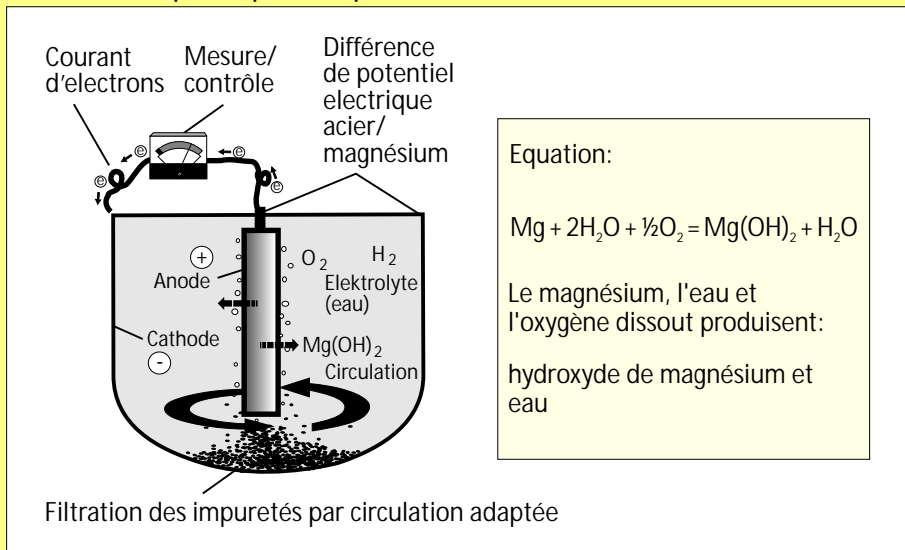 Courant
d'electrons
Mesure/
contrôle
Différence
de potentiel
electrique
acier/
magnésium
e
e
e
e
+
Anode
O₂
H₂
Elektrolyte
(eau)
Cathode
-
Mg(OH)₂
Circulation
Filtration des impuretés par circulation adaptée
Equation:
Mg + 2H₂O + ½O₂ = Mg(OH)₂ + H₂O
Le magnésium, l'eau et
l'oxygène dissout produisent:
hydroxyde de magnésium et
eau